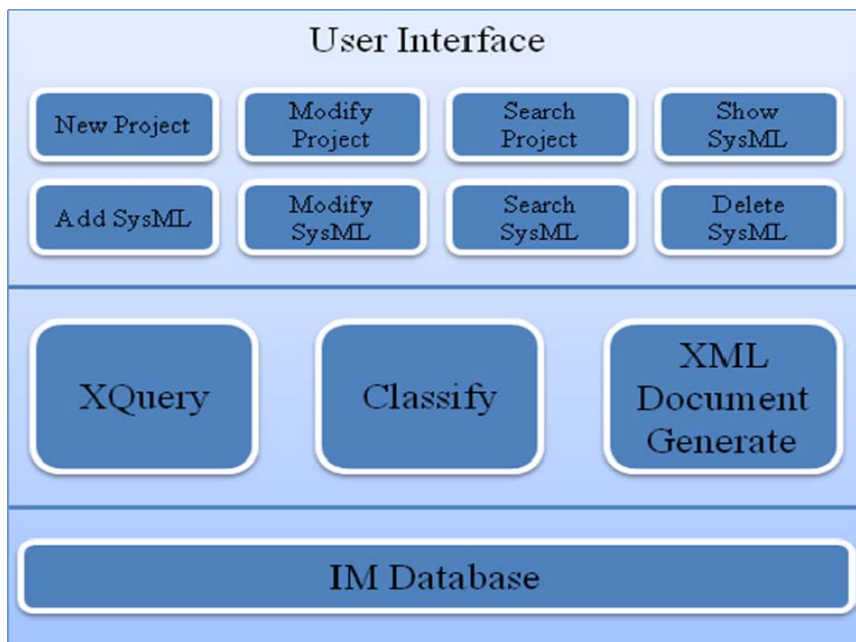 User Interface
New Project
Modify
Project
Search
Project
Show
SysML
Add SysML
Modify
SysML
Search
SysML
Delete
SysML
XQuery
Classify
XML
Document
Generate
IM Database